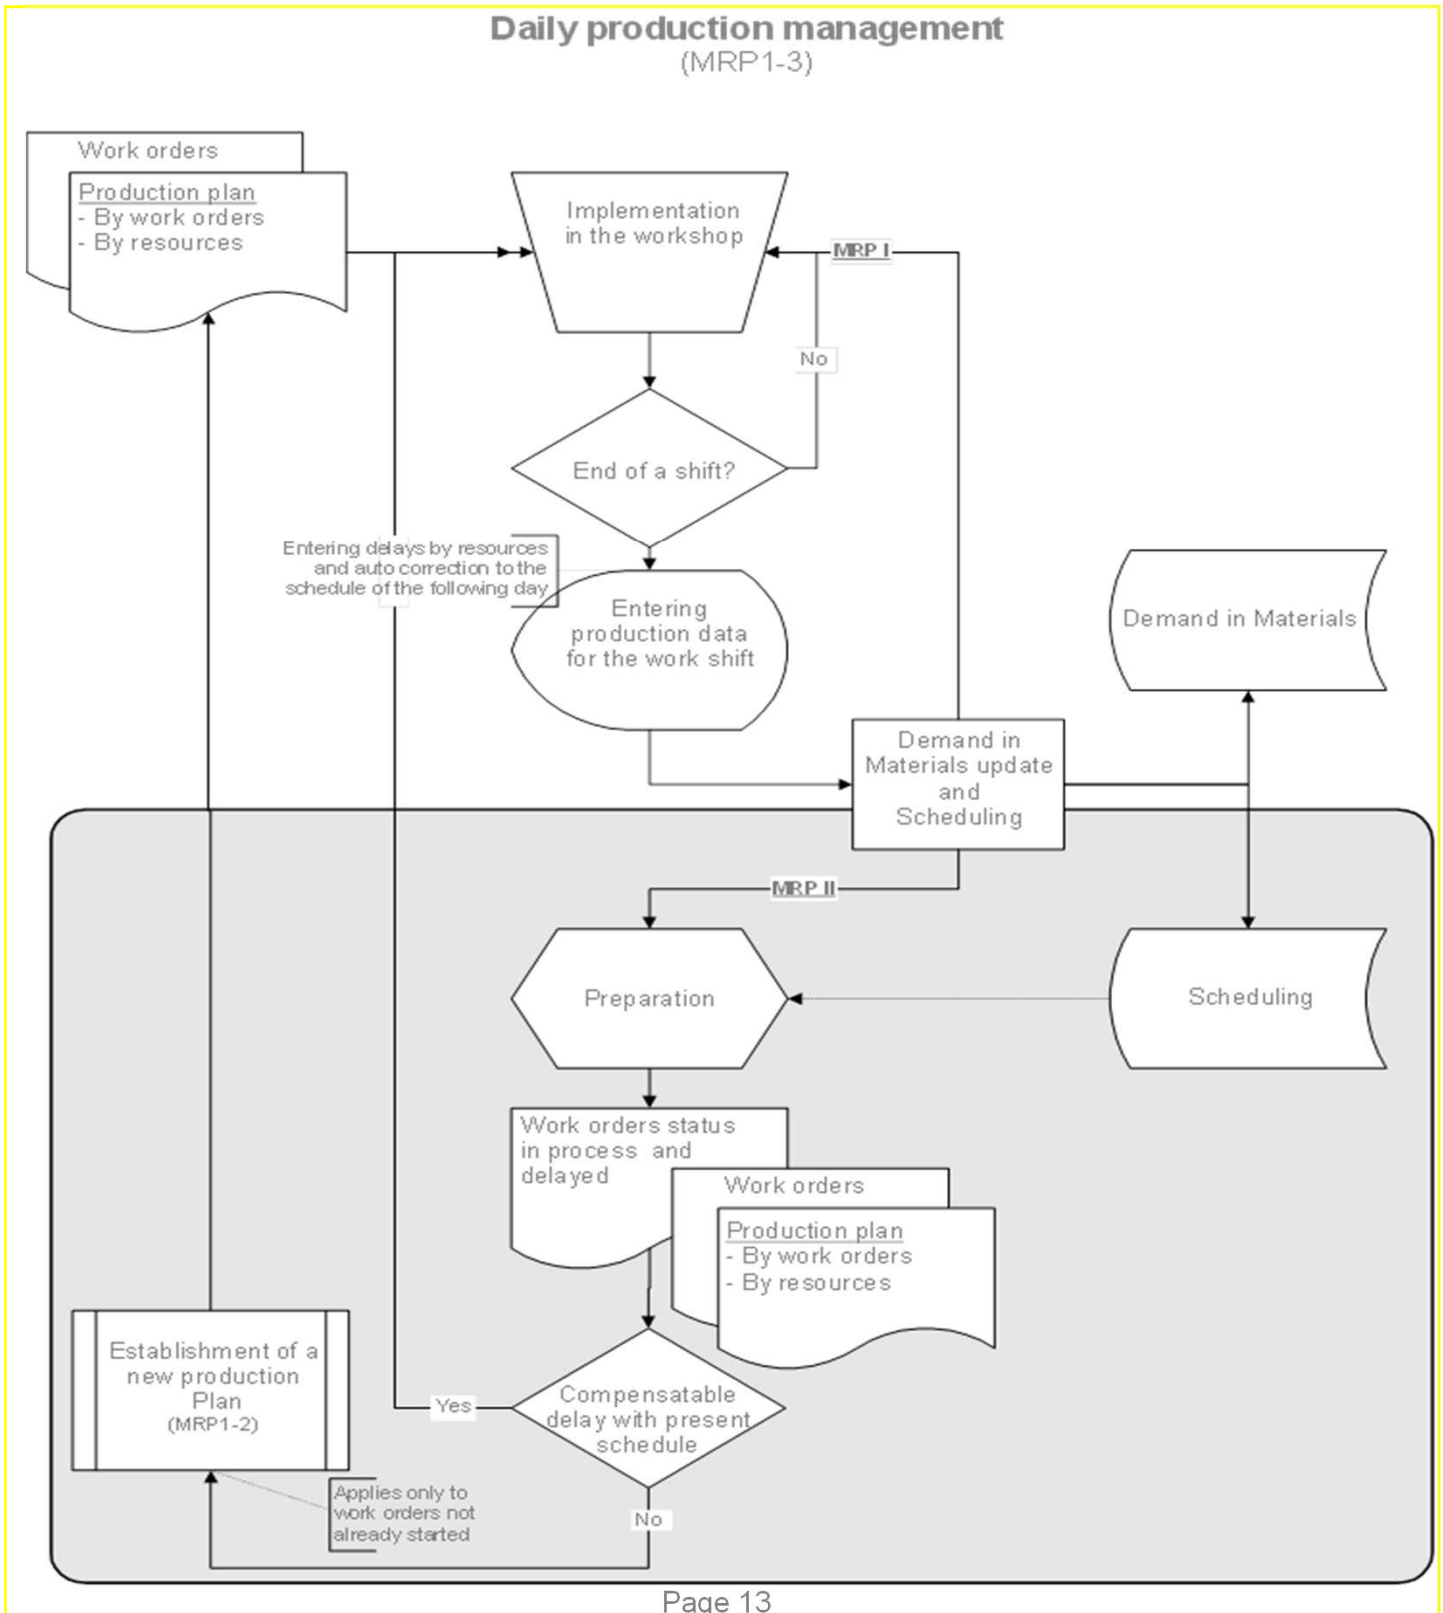 Daily production management
(MRP1-3)
Work orders
Production plan
- By work orders
- By resources
Implementation
in the workshop
MRP I
No
End of a shift?
Entering delays by resources
and auto correction to the
schedule of the following day
Entering
production data
for the work shift
Demand in Materials
Demand in
Materials update
and
Scheduling
MRP II
Preparation
Scheduling
Work orders status
in process and
delayed
Work orders
Production plan
- By work orders
- By resources
Establishment of a
new production
Plan
(MRP1-2)
Yes
Compensatable
delay with present
schedule
Applies only to
work orders not
already started
No
Page 13